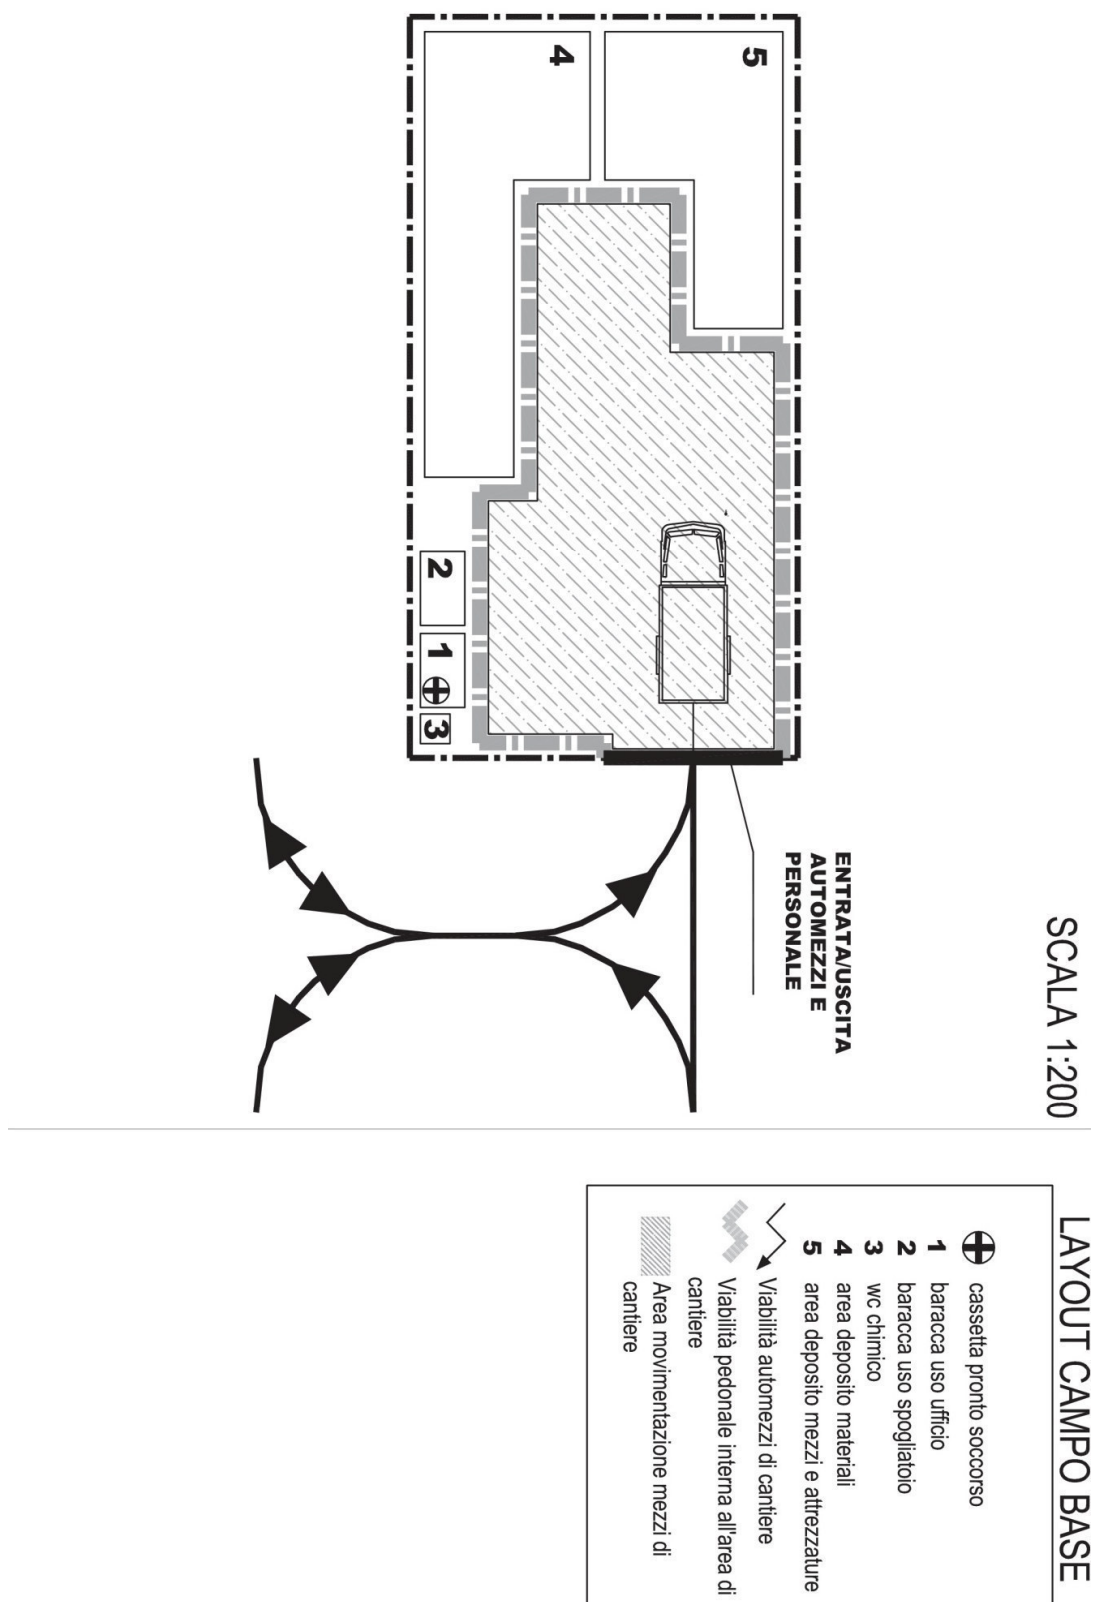 LAYOUT CAMPO BASE
SCALA 1:200
cassetta pronto soccorso
1 baracca uso ufficio
2 baracca uso spogliatoio
3 wc chimico
4 area deposito materiali
5 area deposito mezzi e attrezzature
Viabilità automezzi di cantiere
Viabilità pedonale interna all'area di
cantiere
Area movimentazione mezzi di
cantiere
ENTRATA/USCITA
AUTOMEZZI E
PERSONALE
5
4
2
1
3